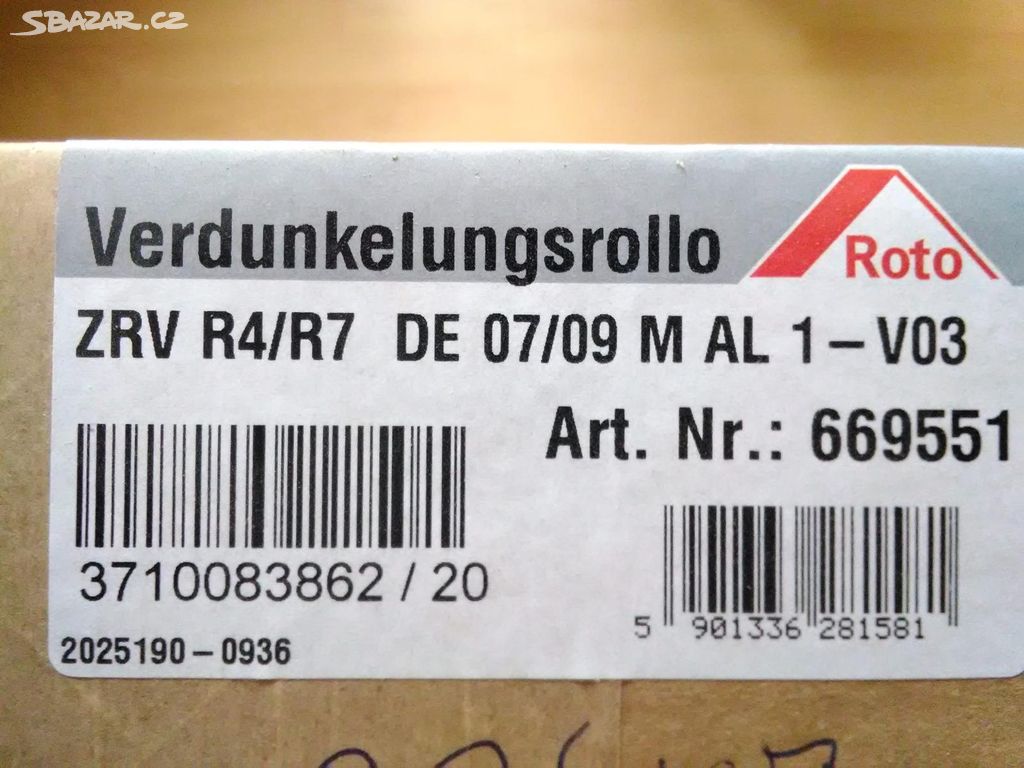 SBAZAR.CZ
Verdunkelungsrollo
Roto
ZRV R4/R7 DE 07/09 M AL 1-V03
Art. Nr.: 669551
3710083862 / 20
5 901336 281581
2025190-0936